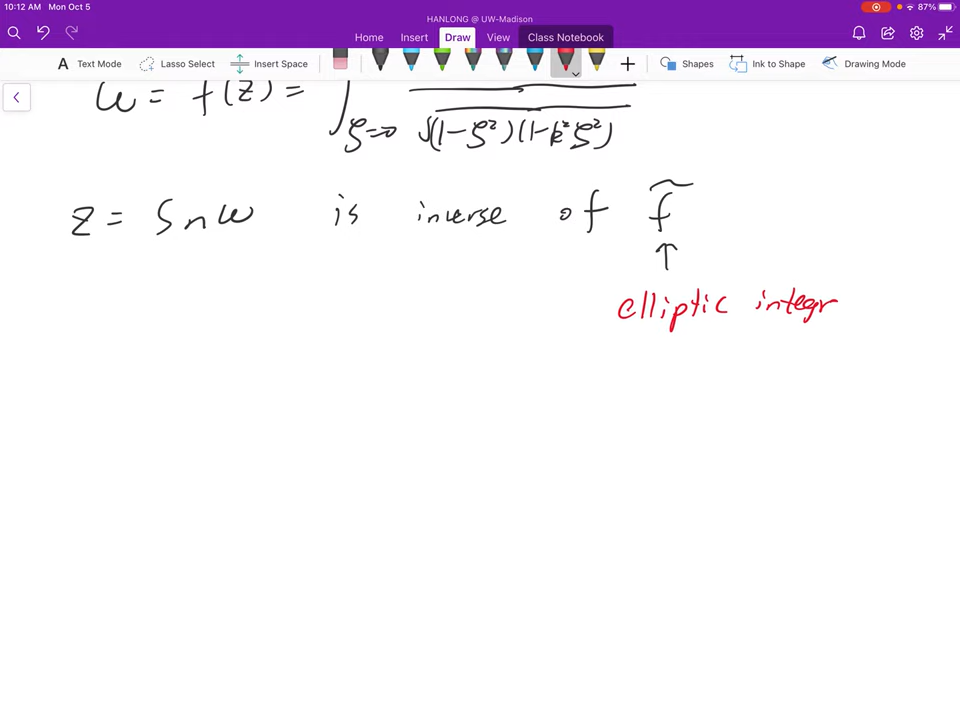 10:12 AM Mon Oct 5
87%
HANLONG @ UW-Madison
Home Insert Draw View Class Notebook
Text Mode Lasso Select Insert Space Shapes Ink to Shape Drawing Mode
w = f(z) = ∫
ζ=0 √(1-ζ²)(1-k²ζ²)
z = Sn w is inverse of f̃
↑
elliptic integr